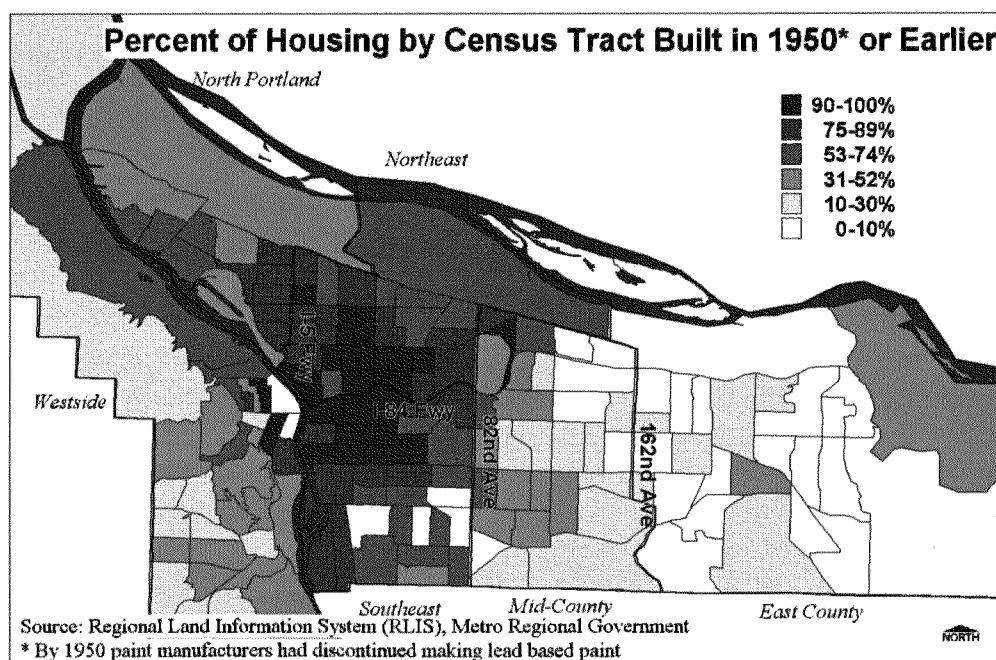 Percent of Housing by Census Tract Built in 1950* or Earlier
North Portland
90-100%
75-89%
Northeast
53-74%
31-52%
10-30%
0-10%
I-5 Fwy
Westside
I-84 Fwy
82nd Ave
162nd Ave
Southeast
Mid-County
East County
Source: Regional Land Information System (RLIS), Metro Regional Government
* By 1950 paint manufacturers had discontinued making lead based paint
NORTH